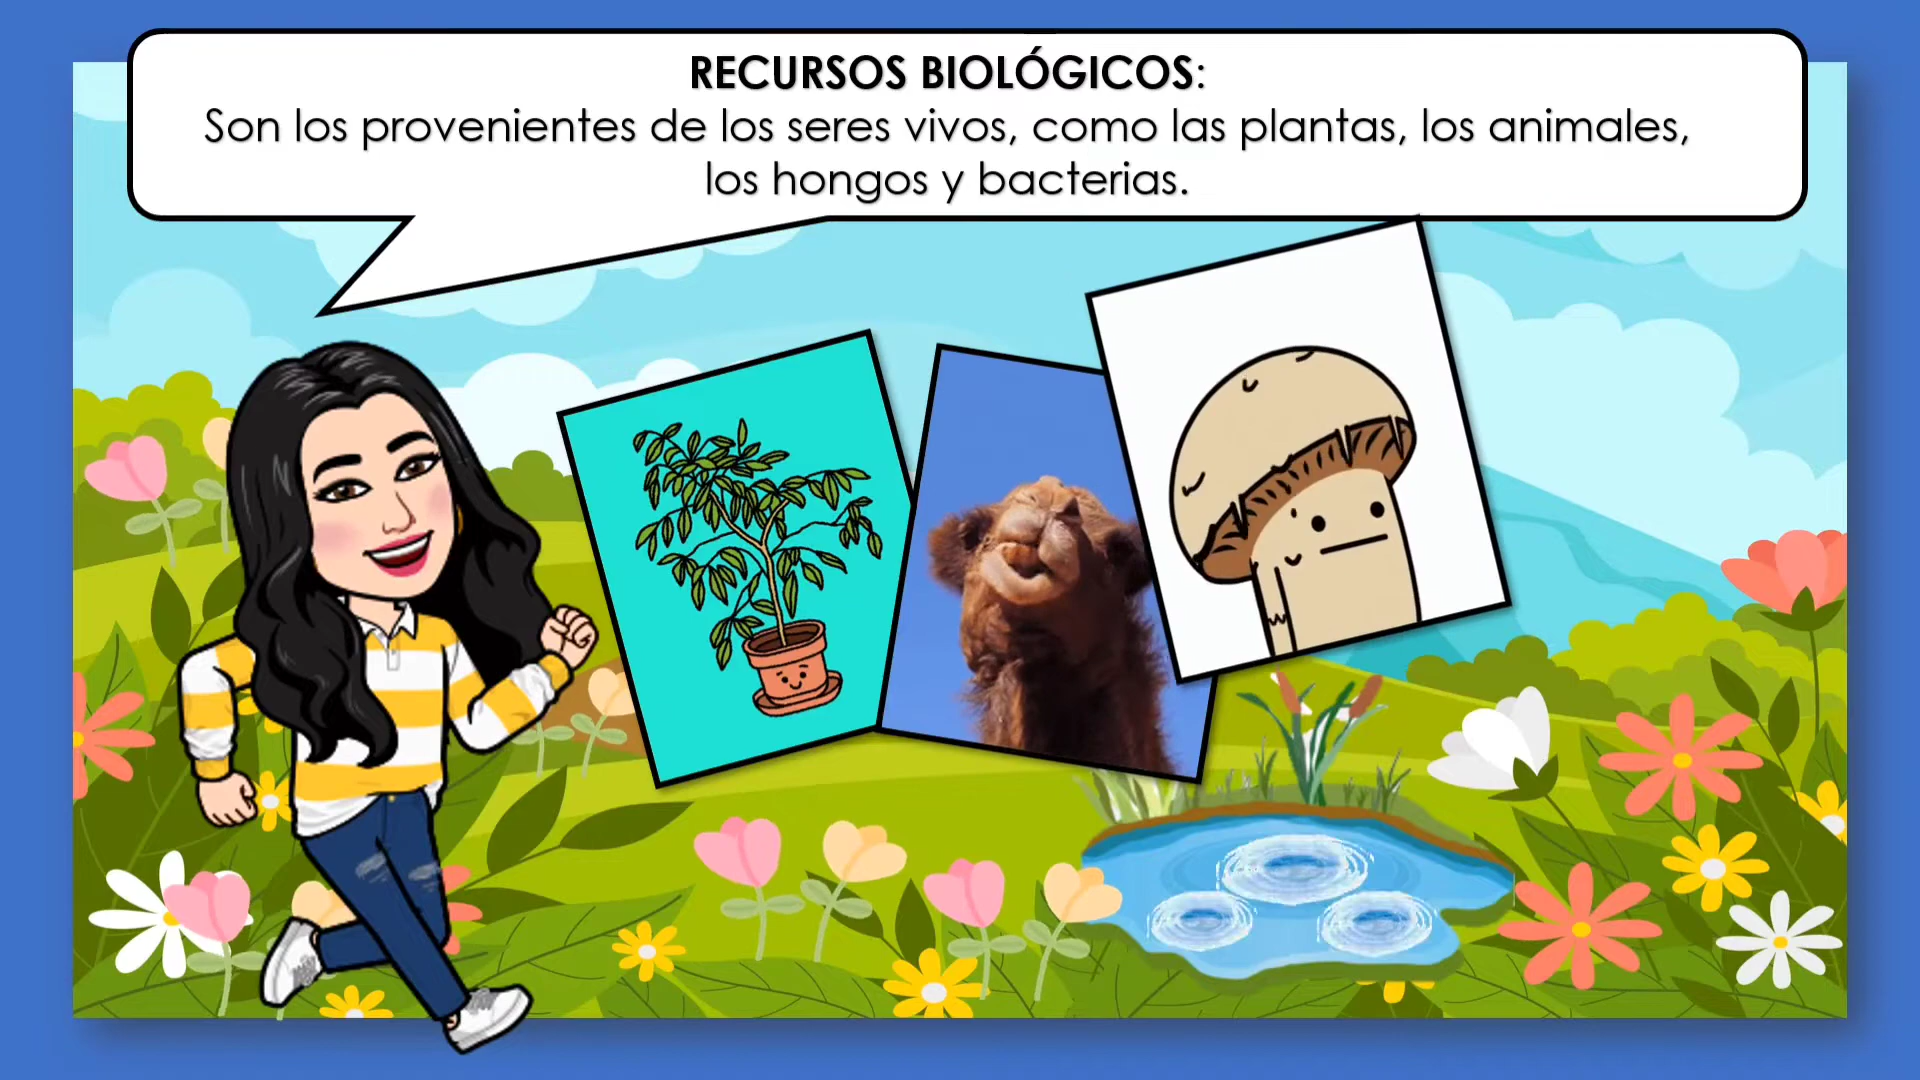 RECURSOS BIOLÓGICOS:
Son los provenientes de los seres vivos, como las plantas, los animales,
los hongos y bacterias.